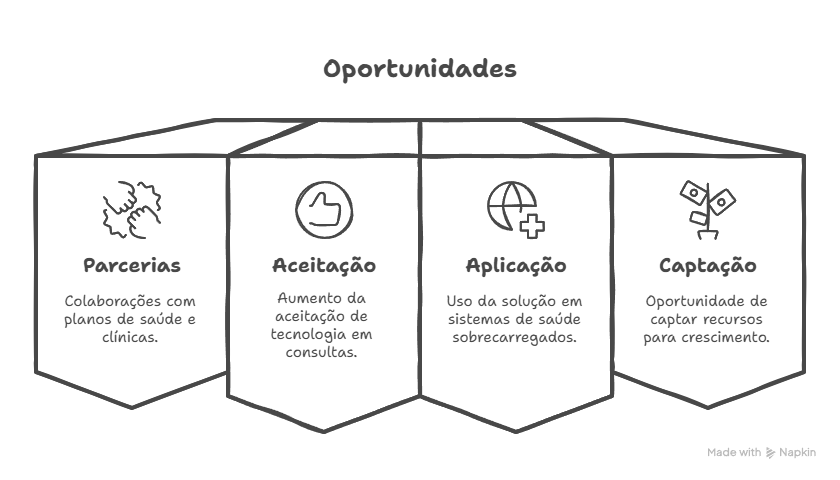 Oportunidades
Parcerias
Colaborações com
planos de saúde e
clínicas.
Aceitação
Aumento da
aceitação de
tecnologia em
consultas.
Aplicação
Uso da solução em
sistemas de saúde
sobrecarregados.
Captação
Oportunidade de
captar recursos
para crescimento.
Made with Napkin